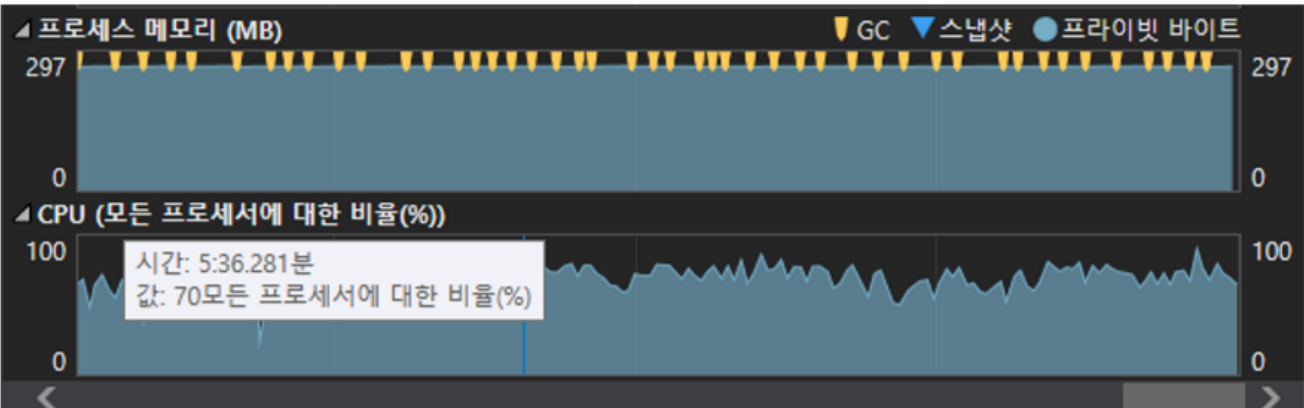 프로세스 메모리 (MB)
GC 스냅샷 프라이빗 바이트
297
297
0
0
CPU (모든 프로세서에 대한 비율(%))
100
100
시간: 5:36.281분
값: 70모든 프로세서에 대한 비율(%)
0
0